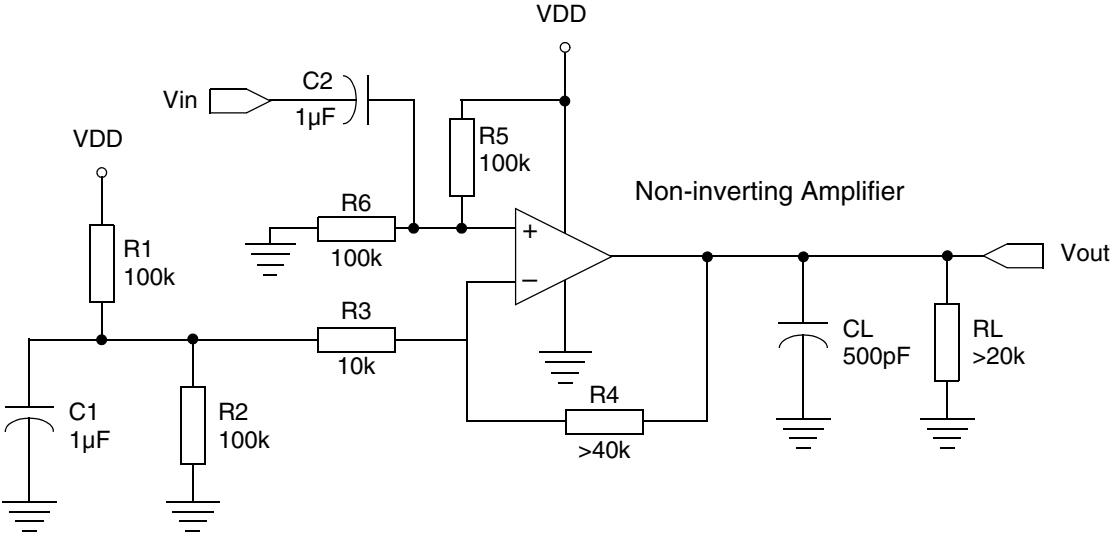 VDD
C2
Vin
1µF
VDD
R5
100k
Non-inverting Amplifier
R6
100k
+
R1
100k
Vout
−
R3
10k
CL
500pF
RL
>20k
R4
>40k
C1
1µF
R2
100k